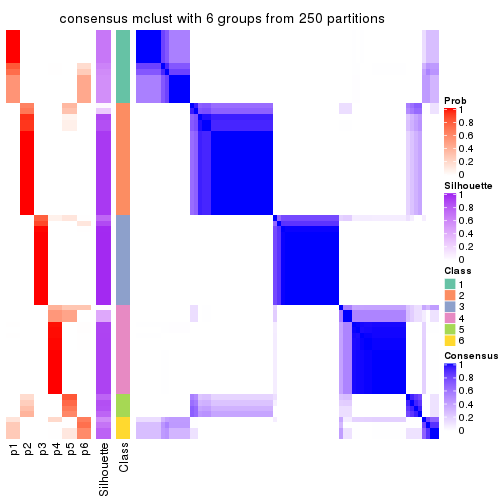 consensus mclust with 6 groups from 250 partitions
Prob
1
0.8
0.6
0.4
0.2
0
Silhouette
1
0.8
0.6
0.4
0.2
0
Class
1
2
3
4
5
6
Consensus
1
0.8
0.6
0.4
0.2
0
p1
p2
p3
p4
p5
p6
Silhouette
Class